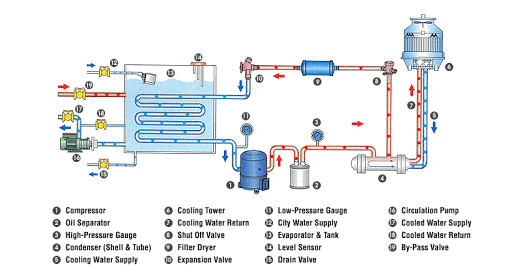 12
14
13
19
17
18
16
15
10
9
8
6
7
5
11
3
1
2
4
1 Compressor
2 Oil Separator
3 High-Pressure Gauge
4 Condenser (Shell & Tube)
5 Cooling Water Supply
6 Cooling Tower
7 Cooling Water Return
8 Shut Off Valve
9 Filter Dryer
10 Expansion Valve
11 Low-Pressure Gauge
12 City Water Supply
13 Evaporator & Tank
14 Level Sensor
15 Drain Valve
16 Circulation Pump
17 Cooled Water Supply
18 Cooled Water Return
19 By-Pass Valve